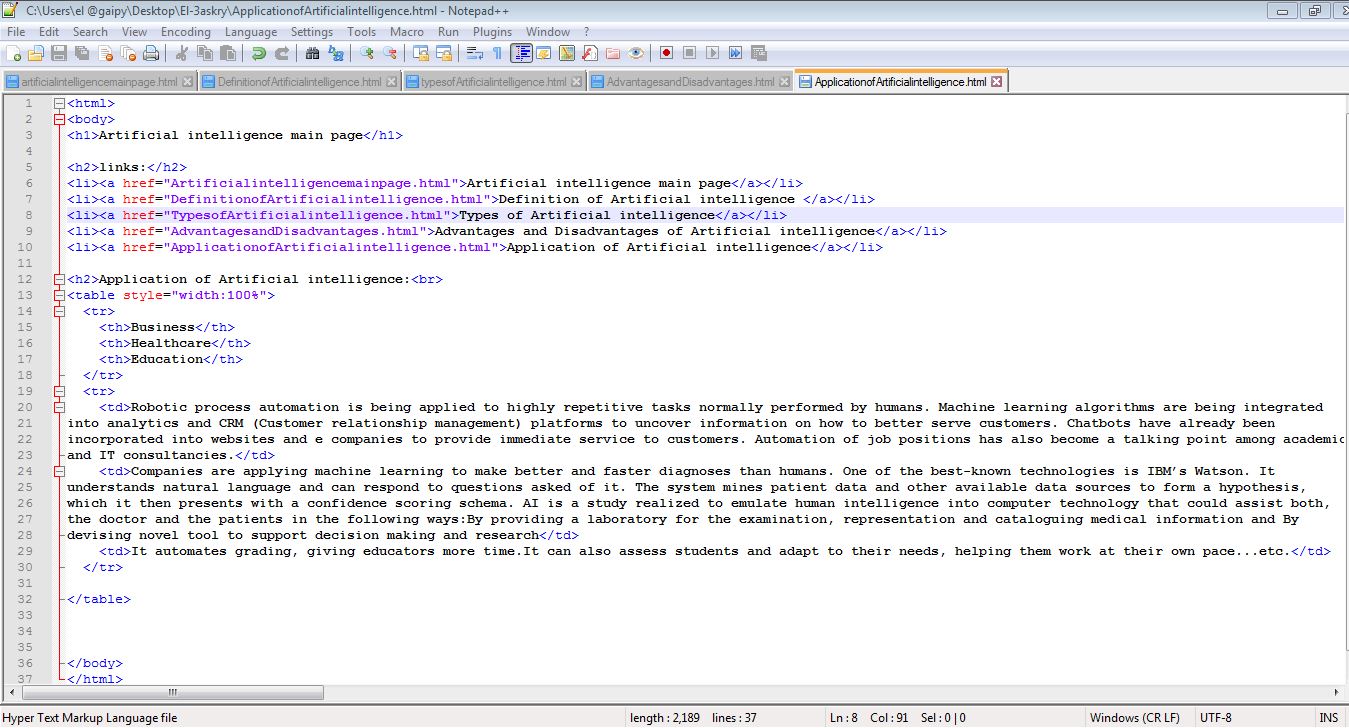 C:\Users\el @gaipy\Desktop\El-3askry\ApplicationofArtificialintelligence.html - Notepad++
File Edit Search View Encoding Language Settings Tools Macro Run Plugins Window ?
artificialintelligencemainpage.html DefinitionofArtificialintelligence.html typesofArtificialintelligence.html AdvantagesandDisadvantages.html ApplicationofArtificialintelligence.html
1 <html>
2 <body>
3 <h1>Artificial intelligence main page</h1>
4
5 <h2>links:</h2>
6 <li><a href="Artificialintelligencemainpage.html">Artificial intelligence main page</a></li>
7 <li><a href="DefinitionofArtificialintelligence.html">Definition of Artificial intelligence </a></li>
8 <li><a href="TypesofArtificialintelligence.html">Types of Artificial intelligence</a></li>
9 <li><a href="AdvantagesandDisadvantages.html">Advantages and Disadvantages of Artificial intelligence</a></li>
10 <li><a href="ApplicationofArtificialintelligence.html">Application of Artificial intelligence</a></li>
11
12 <h2>Application of Artificial intelligence:<br>
13 <table style="width:100%">
14 <tr>
15 <th>Business</th>
16 <th>Healthcare</th>
17 <th>Education</th>
18 </tr>
19 <tr>
20 <td>Robotic process automation is being applied to highly repetitive tasks normally performed by humans. Machine learning algorithms are being integrated
21 into analytics and CRM (Customer relationship management) platforms to uncover information on how to better serve customers. Chatbots have already been
22 incorporated into websites and e companies to provide immediate service to customers. Automation of job positions has also become a talking point among academic
23 and IT consultancies.</td>
24 <td>Companies are applying machine learning to make better and faster diagnoses than humans. One of the best-known technologies is IBM’s Watson. It
25 understands natural language and can respond to questions asked of it. The system mines patient data and other available data sources to form a hypothesis,
26 which it then presents with a confidence scoring schema. AI is a study realized to emulate human intelligence into computer technology that could assist both,
27 the doctor and the patients in the following ways:By providing a laboratory for the examination, representation and cataloguing medical information and By
28 devising novel tool to support decision making and research</td>
29 <td>It automates grading, giving educators more time.It can also assess students and adapt to their needs, helping them work at their own pace...etc.</td>
30 </tr>
31
32 </table>
33
34
35
36 </body>
37 </html>
Hyper Text Markup Language file length : 2,189 lines : 37 Ln : 8 Col : 91 Sel : 0 | 0 Windows (CR LF) UTF-8 INS